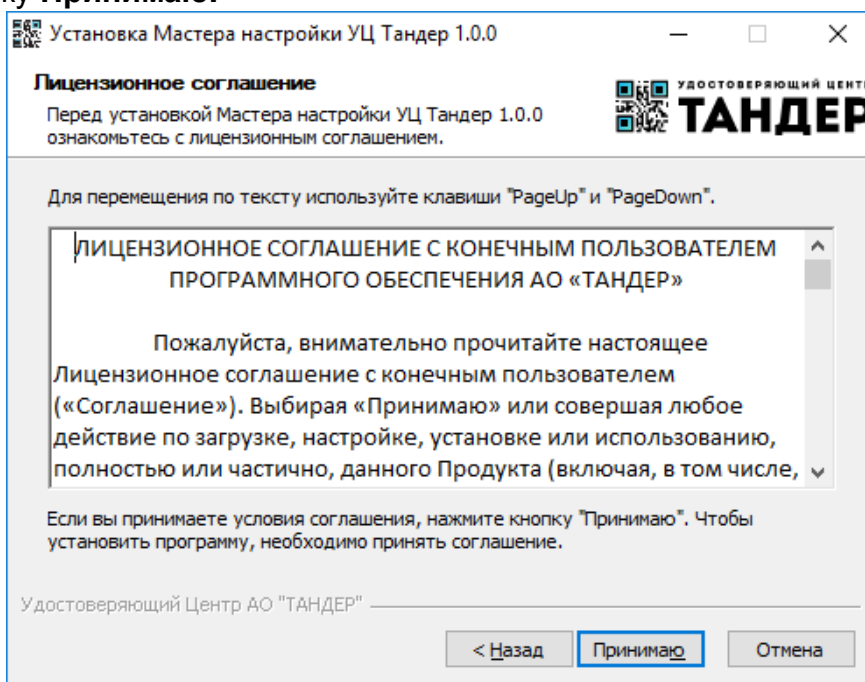 ку Принимаю.
Установка Мастера настройки УЦ Тандер 1.0.0
Лицензионное соглашение
Перед установкой Мастера настройки УЦ Тандер 1.0.0
ознакомьтесь с лицензионным соглашением.
УДОСТОВЕРЯЮЩИЙ ЦЕНТ
ТАНДЕР
Для перемещения по тексту используйте клавиши "PageUp" и "PageDown".
ЛИЦЕНЗИОННОЕ СОГЛАШЕНИЕ С КОНЕЧНЫМ ПОЛЬЗОВАТЕЛЕМ
ПРОГРАММНОГО ОБЕСПЕЧЕНИЯ АО «ТАНДЕР»
Пожалуйста, внимательно прочитайте настоящее
Лицензионное соглашение с конечным пользователем
(«Соглашение»). Выбирая «Принимаю» или совершая любое
действие по загрузке, настройке, установке или использованию,
полностью или частично, данного Продукта (включая, в том числе,
Если вы принимаете условия соглашения, нажмите кнопку "Принимаю". Чтобы
установить программу, необходимо принять соглашение.
Удостоверяющий Центр АО "ТАНДЕР"
< Назад Принимаю Отмена